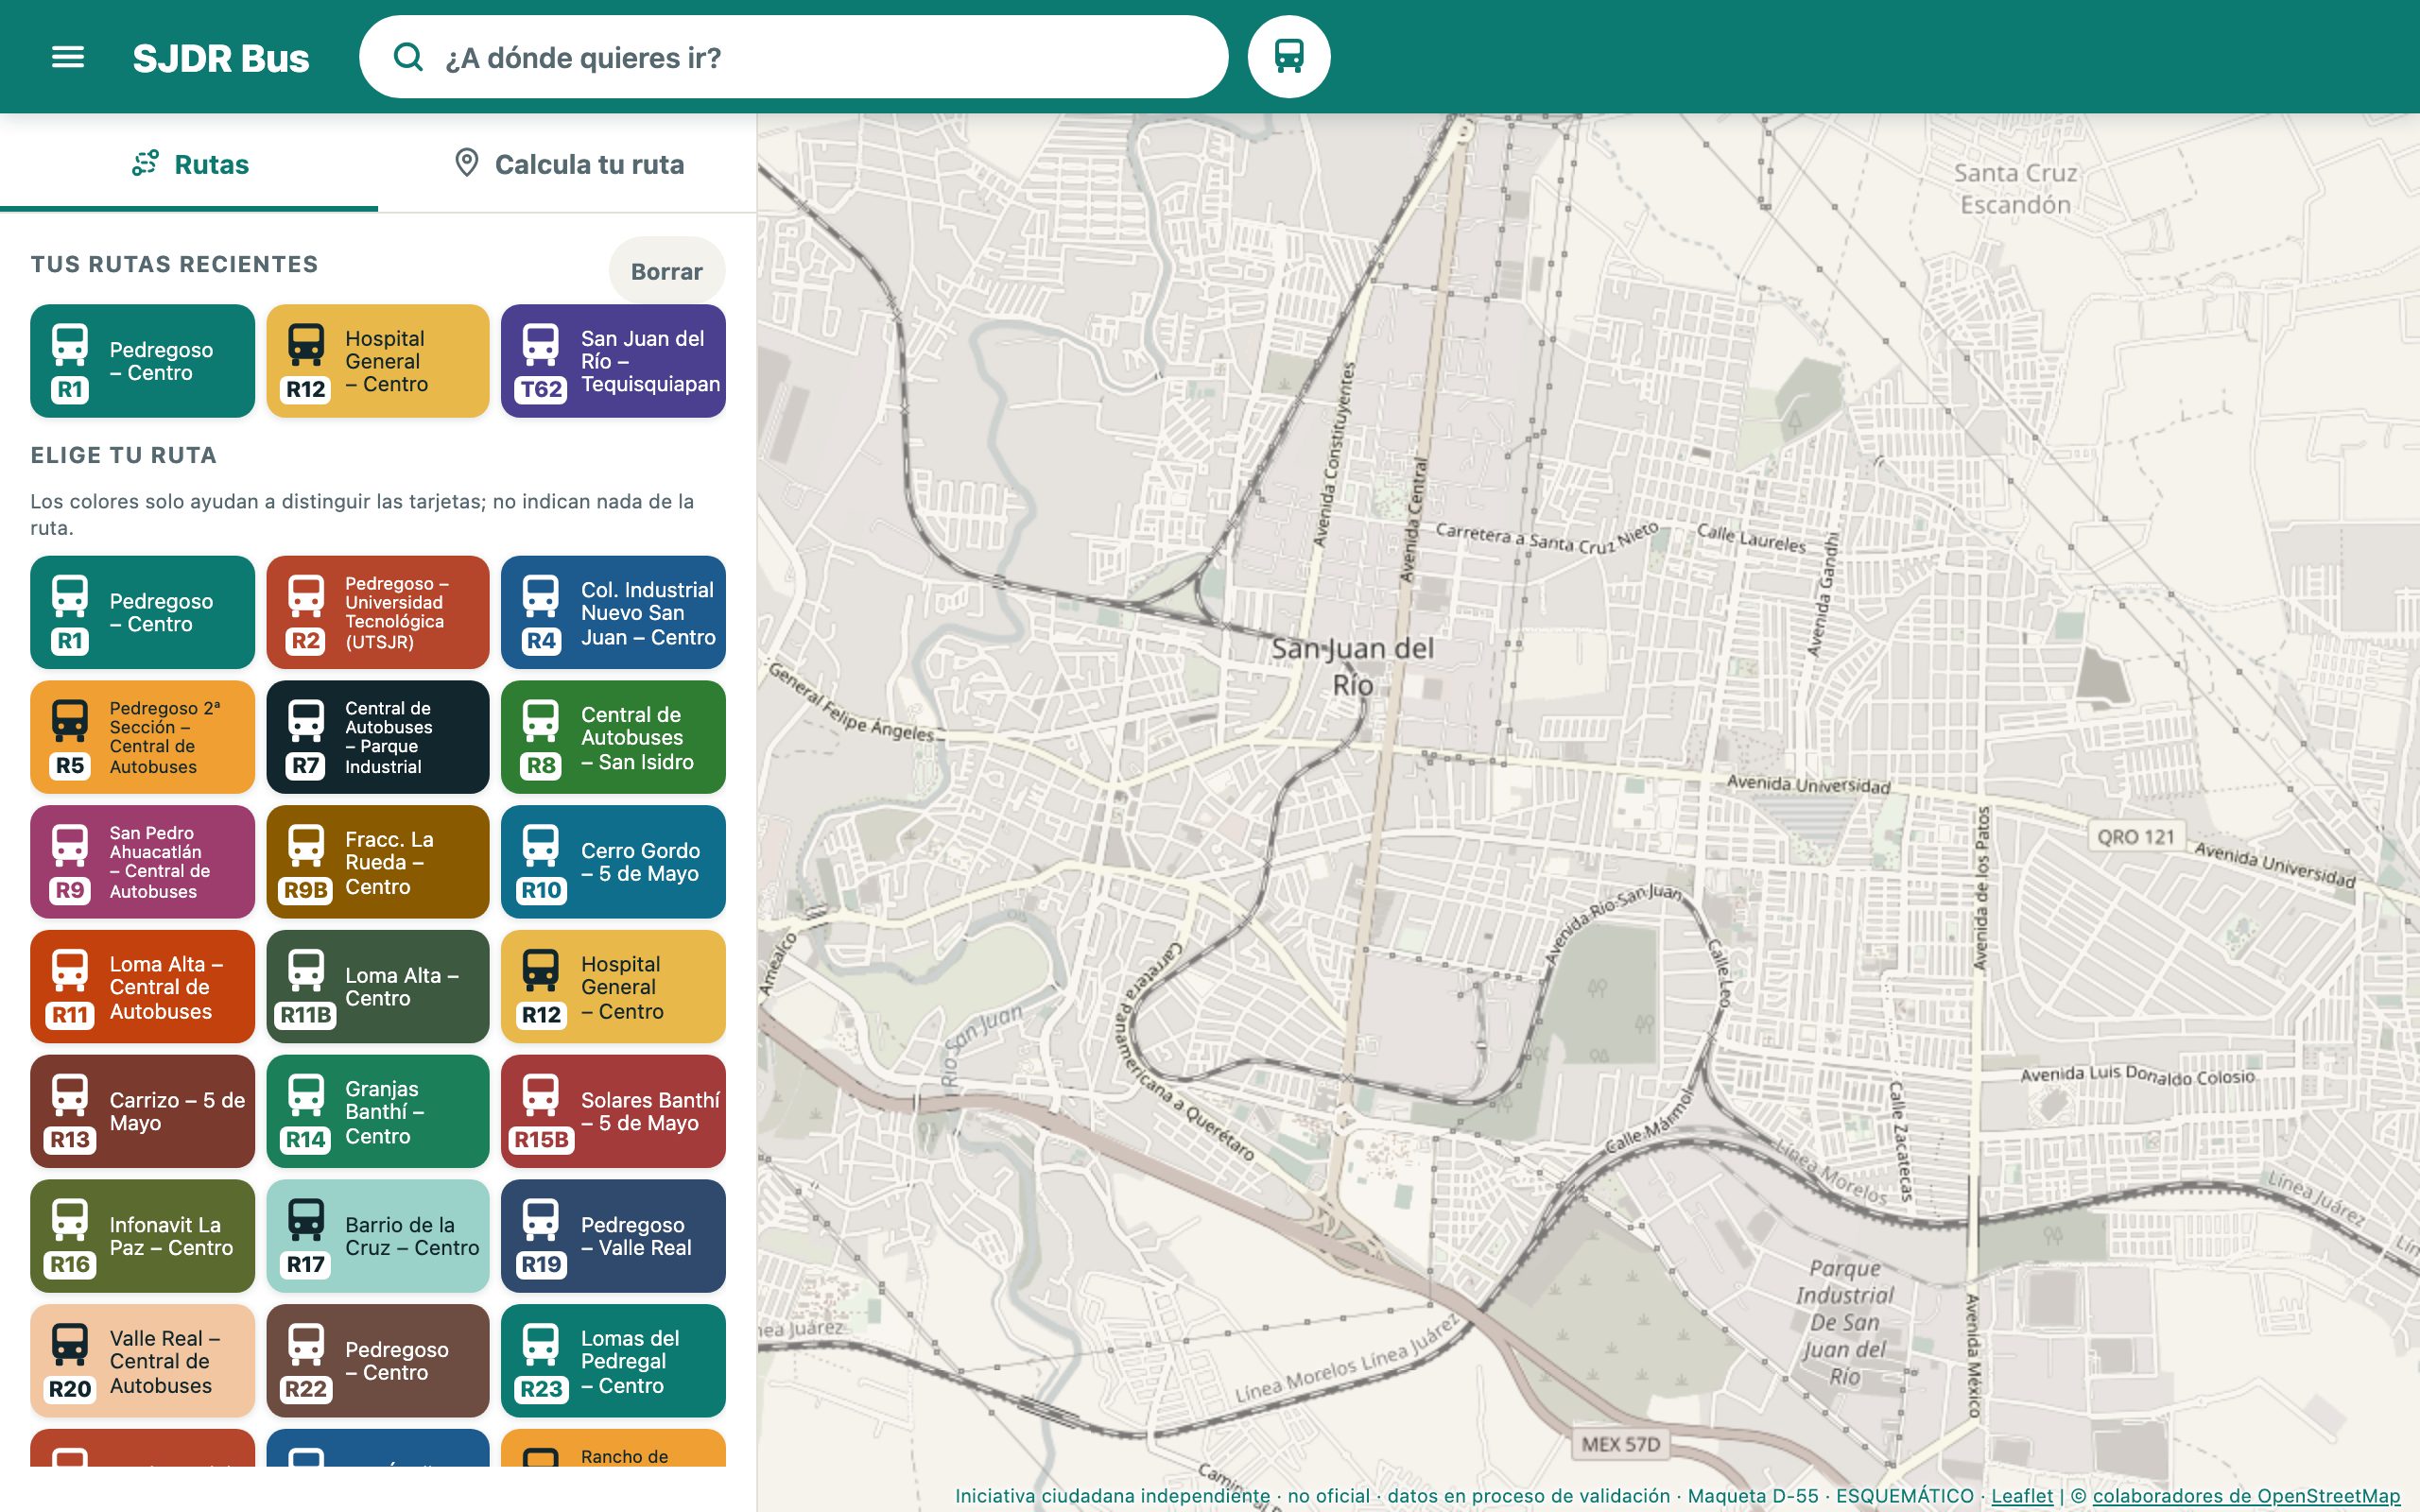 SJDR Bus
¿A dónde quieres ir?
Rutas
Calcula tu ruta
TUS RUTAS RECIENTES
Borrar
R1
Pedregoso
– Centro
R12
Hospital
General
– Centro
T62
San Juan del
Río –
Tequisquiapan
ELIGE TU RUTA
Los colores solo ayudan a distinguir las tarjetas; no indican nada de la
ruta.
R1
Pedregoso
– Centro
R2
Pedregoso –
Universidad
Tecnológica
(UTSJR)
R4
Col. Industrial
Nuevo San
Juan – Centro
R5
Pedregoso 2ª
Sección –
Central de
Autobuses
R7
Central de
Autobuses
– Parque
Industrial
R8
Central de
Autobuses
– San Isidro
R9
San Pedro
Ahuacatlán
– Central de
Autobuses
R9B
Fracc. La
Rueda –
Centro
R10
Cerro Gordo
– 5 de Mayo
R11
Loma Alta –
Central de
Autobuses
R11B
Loma Alta –
Centro
R12
Hospital
General
– Centro
R13
Carrizo – 5 de
Mayo
R14
Granjas
Banthí –
Centro
R15B
Solares Banthí
– 5 de Mayo
R16
Infonavit La
Paz – Centro
R17
Barrio de la
Cruz – Centro
R19
Pedregoso
– Valle Real
R20
Valle Real –
Central de
Autobuses
R22
Pedregoso
– Centro
R23
Lomas del
Pedregal
– Centro
Rancho de
Santa Cruz
Escandón
Avenida Constituyentes
Avenida Central
Carretera a Santa Cruz Nieto
Calle Laureles
Avenida Gandhi
San Juan del
Río
General Felipe Ángeles
Avenida Universidad
QRO 121
Avenida Universidad
Avenida de los Patos
Avenida Río San Juan
Calle Leo
Amealco
Carretera Panamericana a Querétaro
Río San Juan
Avenida Luis Donaldo Colosio
Calle Mármol
Calle Zacatecas
Línea Morelos
Línea Juárez
Parque
Industrial
De San
Juan del
Río
Avenida México
nea Juárez
Línea Morelos Línea Juárez
MEX 57D
Iniciativa ciudadana independiente · no oficial · datos en proceso de validación · Maqueta D-55 · ESQUEMÁTICO · Leaflet | © colaboradores de OpenStreetMap